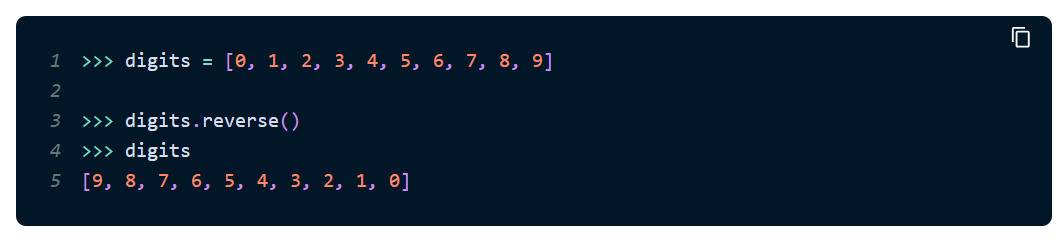 1 >>> digits = [0, 1, 2, 3, 4, 5, 6, 7, 8, 9]
2
3 >>> digits.reverse()
4 >>> digits
5 [9, 8, 7, 6, 5, 4, 3, 2, 1, 0]